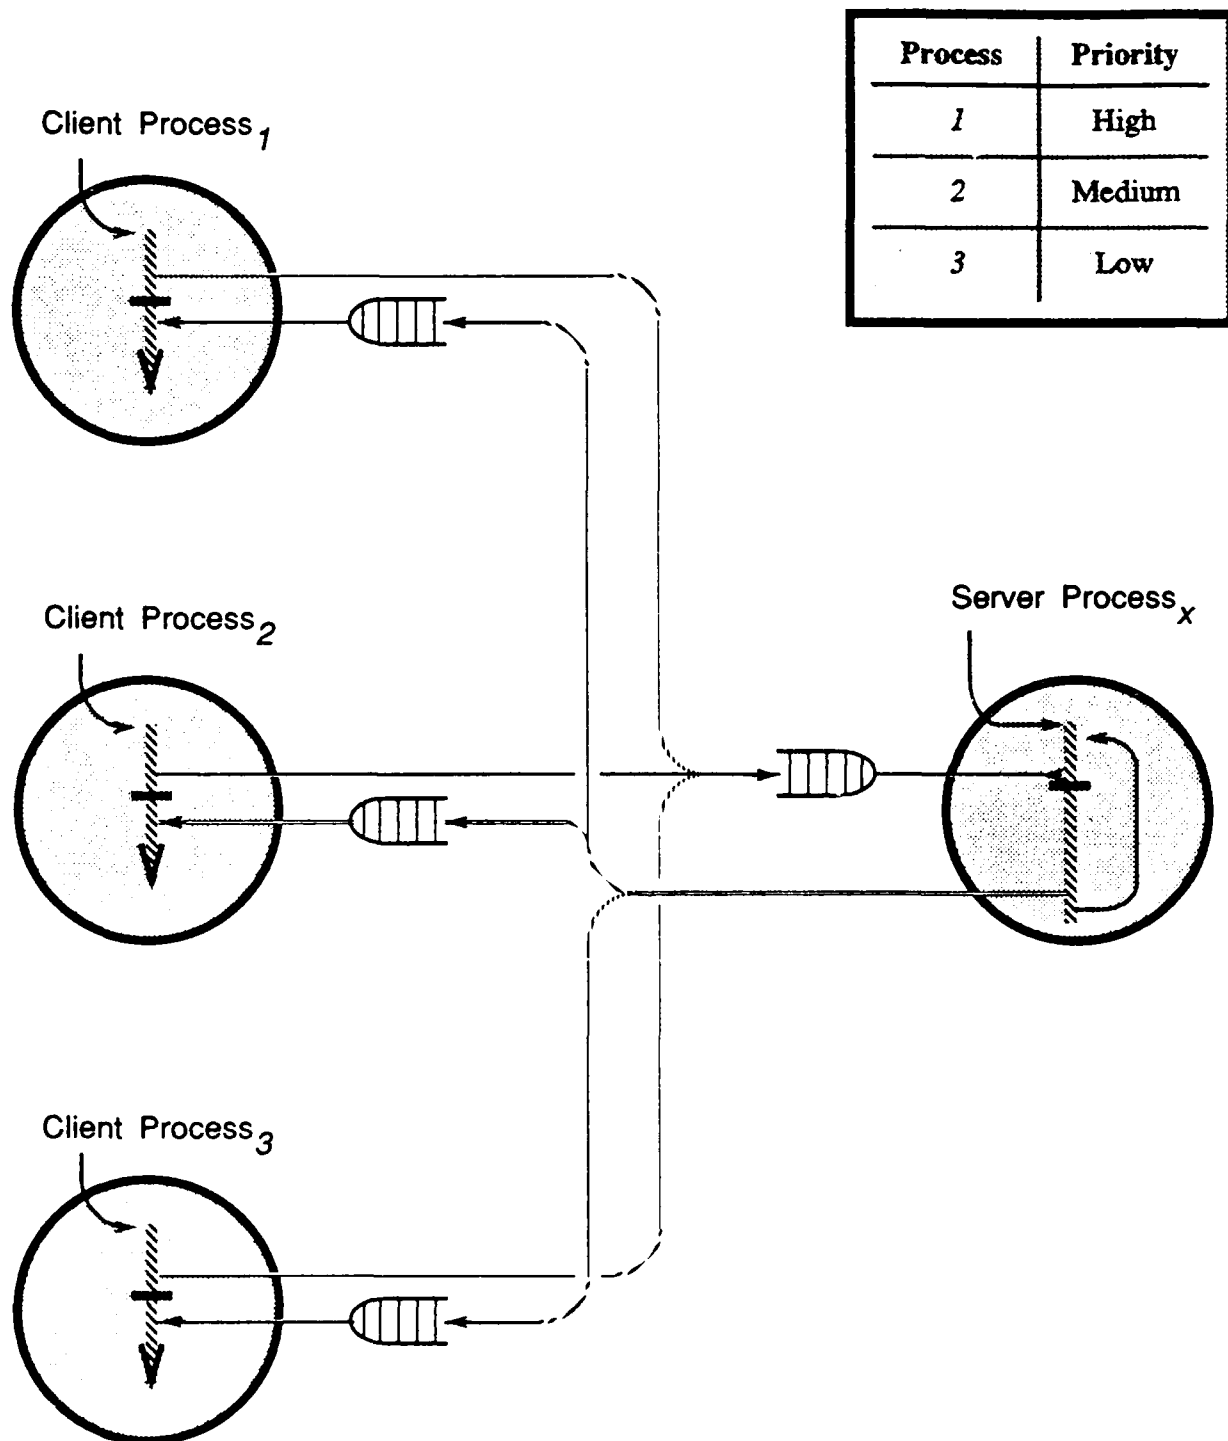 Process Priority
1 High
2 Medium
3 Low
Client Process1
Client Process2
Server Processx
Client Process3